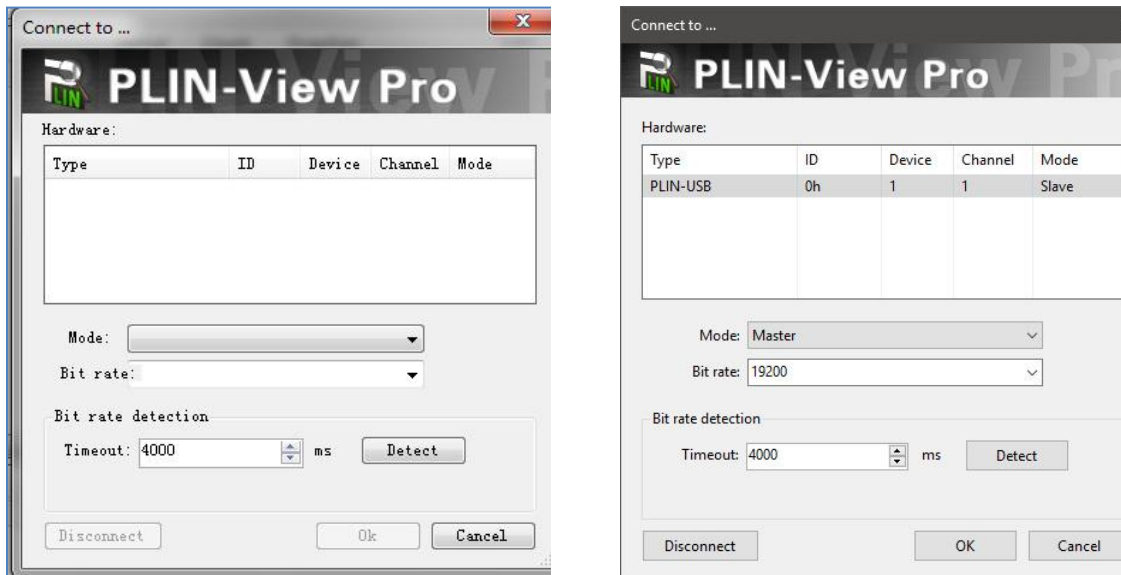 Connect to ...
PLIN-View Pro
PLIN
Hardware:
Type ID Device Channel Mode
Mode:
Bit rate:
Bit rate detection
Timeout: 4000 ms Detect
Disconnect Ok Cancel
Connect to ...
PLIN-View Pro
PLIN
Hardware:
Type ID Device Channel Mode
PLIN-USB 0h 1 1 Slave
Mode: Master
Bit rate: 19200
Bit rate detection
Timeout: 4000 ms Detect
Disconnect OK Cancel